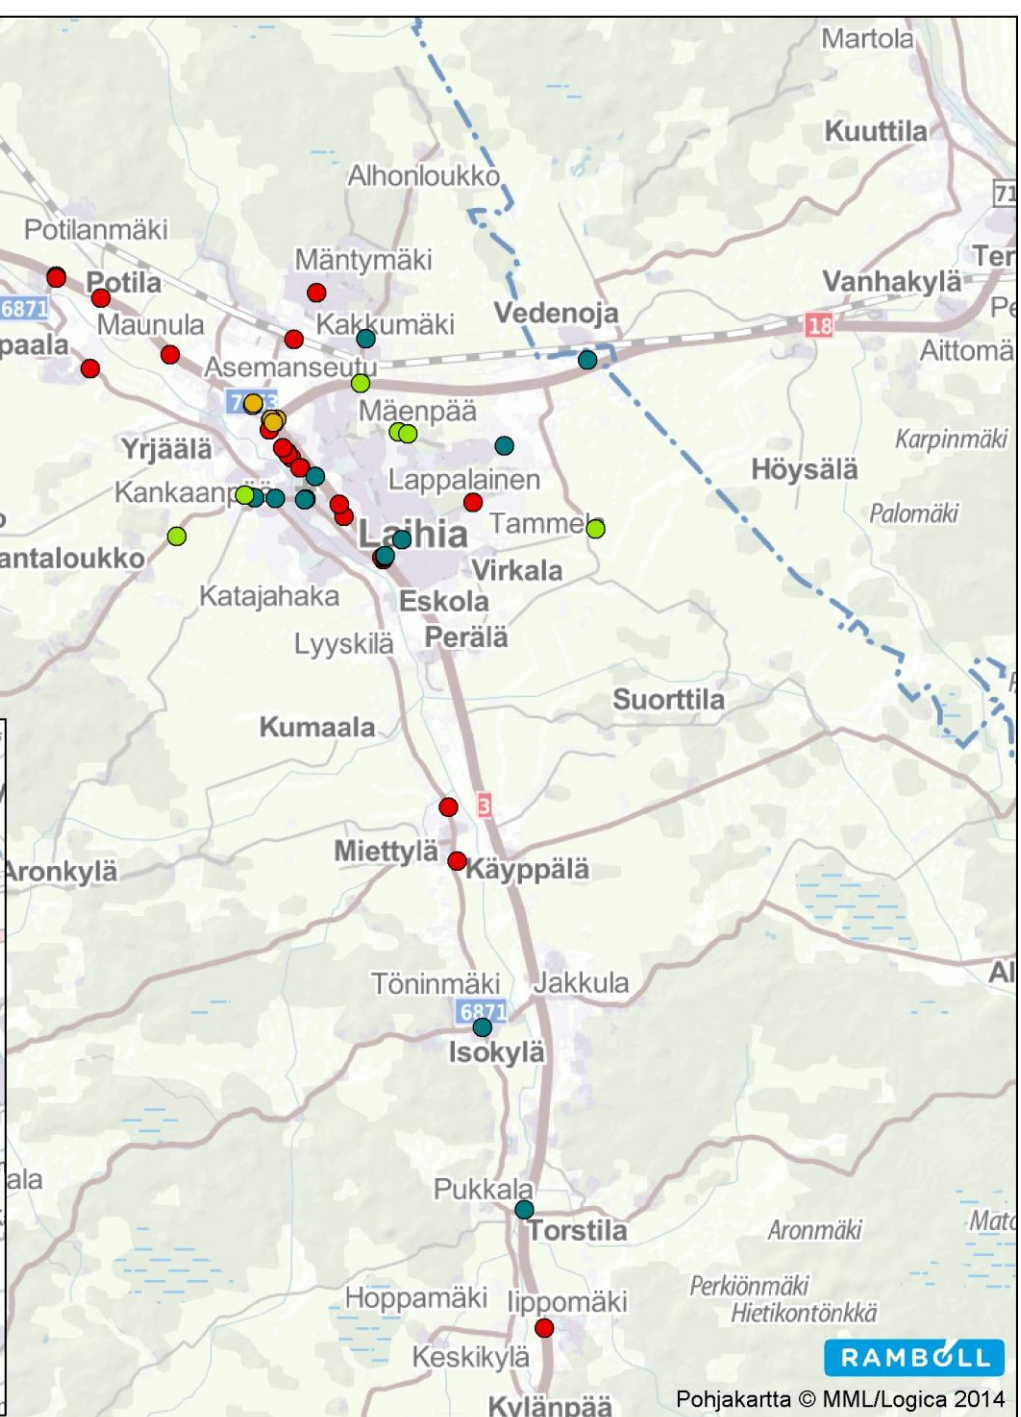 Martola
Kuuttila
Alhonloukko
71
Potilanmäki
Mäntymäki
Ter
Potila
Vanhakylä
6871
Maunula
Kakkumäki
Vedenoja
Pe
18
paala
Asemanseutu
Aittomä
Mäenpää
Yrjäälä
Karpinmäki
Höysälä
Kankaanpää
Lappalainen
Palomäki
Laihia
antaloukko
Virkala
Katajahaka
Eskola
Lyyskilä
Perälä
Suorttila
Kumaala
3
Miettylä
Aronkylä
Käyppälä
Töninmäki
Jakkula
Al
6871
Isokylä
ala
Pukkala
Torstila
Aronmäki
Mato
Perkiönmäki
Hoppamäki
Iippomäki
Hietikontönkkä
Keskikylä
RAMBOLL
Kylänpää
Pohjakartta © MML/Logica 2014